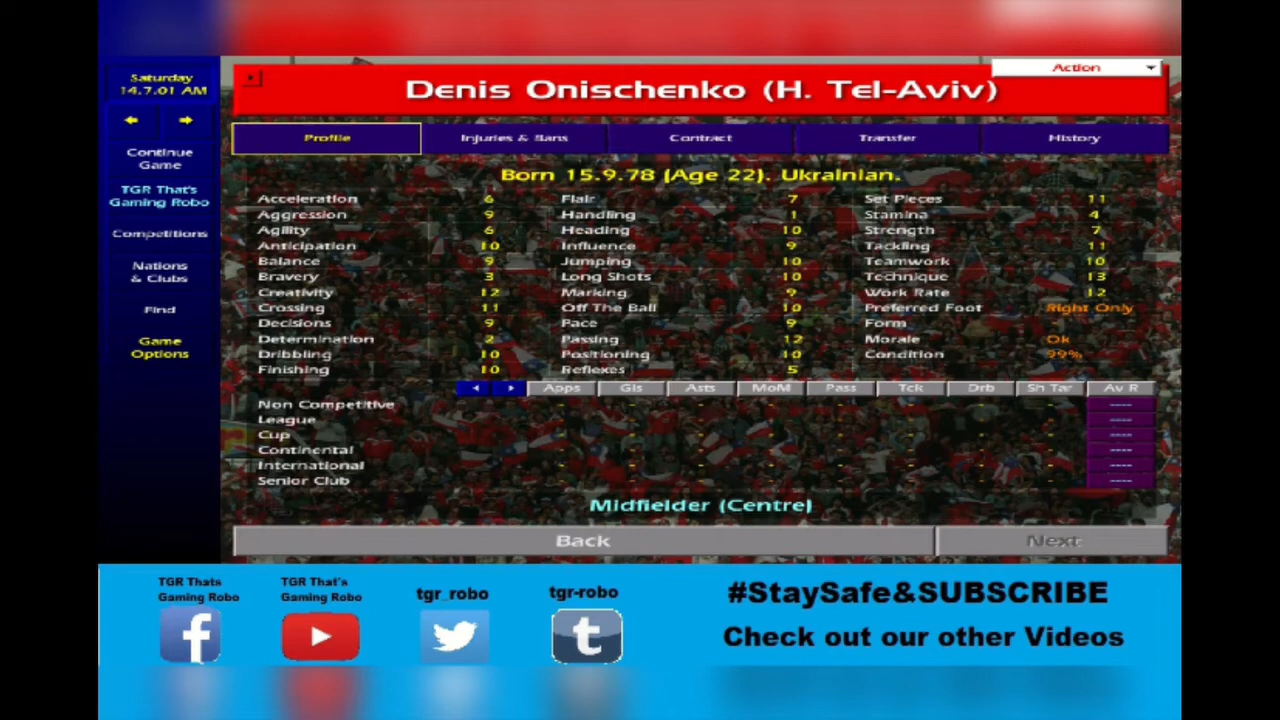 Saturday
14.7.01 AM
Continue
Game
TGR That's
Gaming Robo
Competitions
Nations
& Clubs
Find
Game
Options
Action
Denis Onischenko (H. Tel-Aviv)
Profile Injuries & Bans Contract Transfer History
Born 15.9.78 (Age 22). Ukrainian.
Acceleration 6 Flair 7 Set Pieces 11
Aggression 9 Handling 1 Stamina 4
Agility 6 Heading 10 Strength 7
Anticipation 10 Influence 9 Tackling 11
Balance 9 Jumping 10 Teamwork 10
Bravery 3 Long Shots 10 Technique 13
Creativity 12 Marking 9 Work Rate 12
Crossing 11 Off The Ball 10 Preferred Foot Right Only
Decisions 9 Pace 9 Form
Determination 2 Passing 12 Morale Ok
Dribbling 10 Positioning 10 Condition 99%
Finishing 10 Reflexes 5
Apps Gls Asts MoM Pass Tck Drb Sh Tar Av R
Non Competitive - - - - - - - - ----
League - - - - - - - - ----
Cup - - - - - - - - ----
Continental - - - - - - - - ----
International - - - - - - - - ----
Senior Club - - - - - - - - ----
Midfielder (Centre)
Back Next
TGR Thats
Gaming Robo
TGR That's
Gaming Robo
tgr_robo
tgr-robo
#StaySafe&SUBSCRIBE
Check out our other Videos